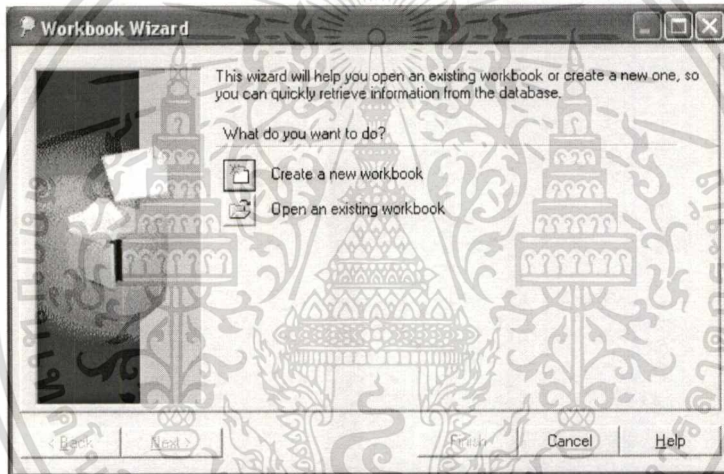 Workbook Wizard
This wizard will help you open an existing workbook or create a new one, so
you can quickly retrieve information from the database.
What do you want to do?
Create a new workbook
Open an existing workbook
< Back
Next >
Finish
Cancel
Help